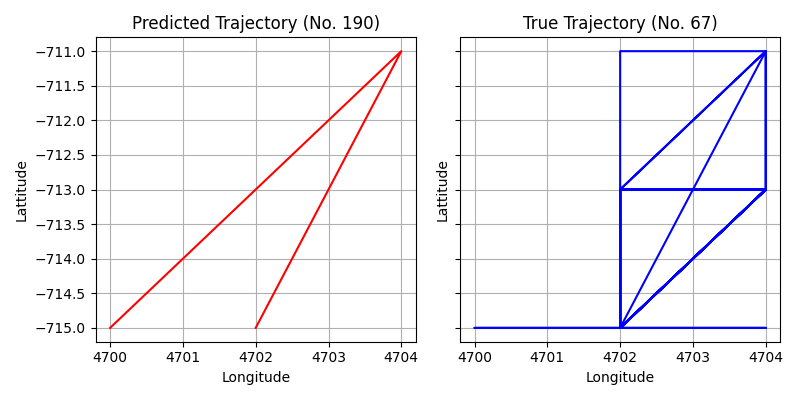 Predicted Trajectory (No. 190)
True Trajectory (No. 67)
−711.0
−711.5
−712.0
−712.5
−713.0
−713.5
−714.0
−714.5
−715.0
Lattitude
Lattitude
4700 4701 4702 4703 4704
4700 4701 4702 4703 4704
Longitude
Longitude